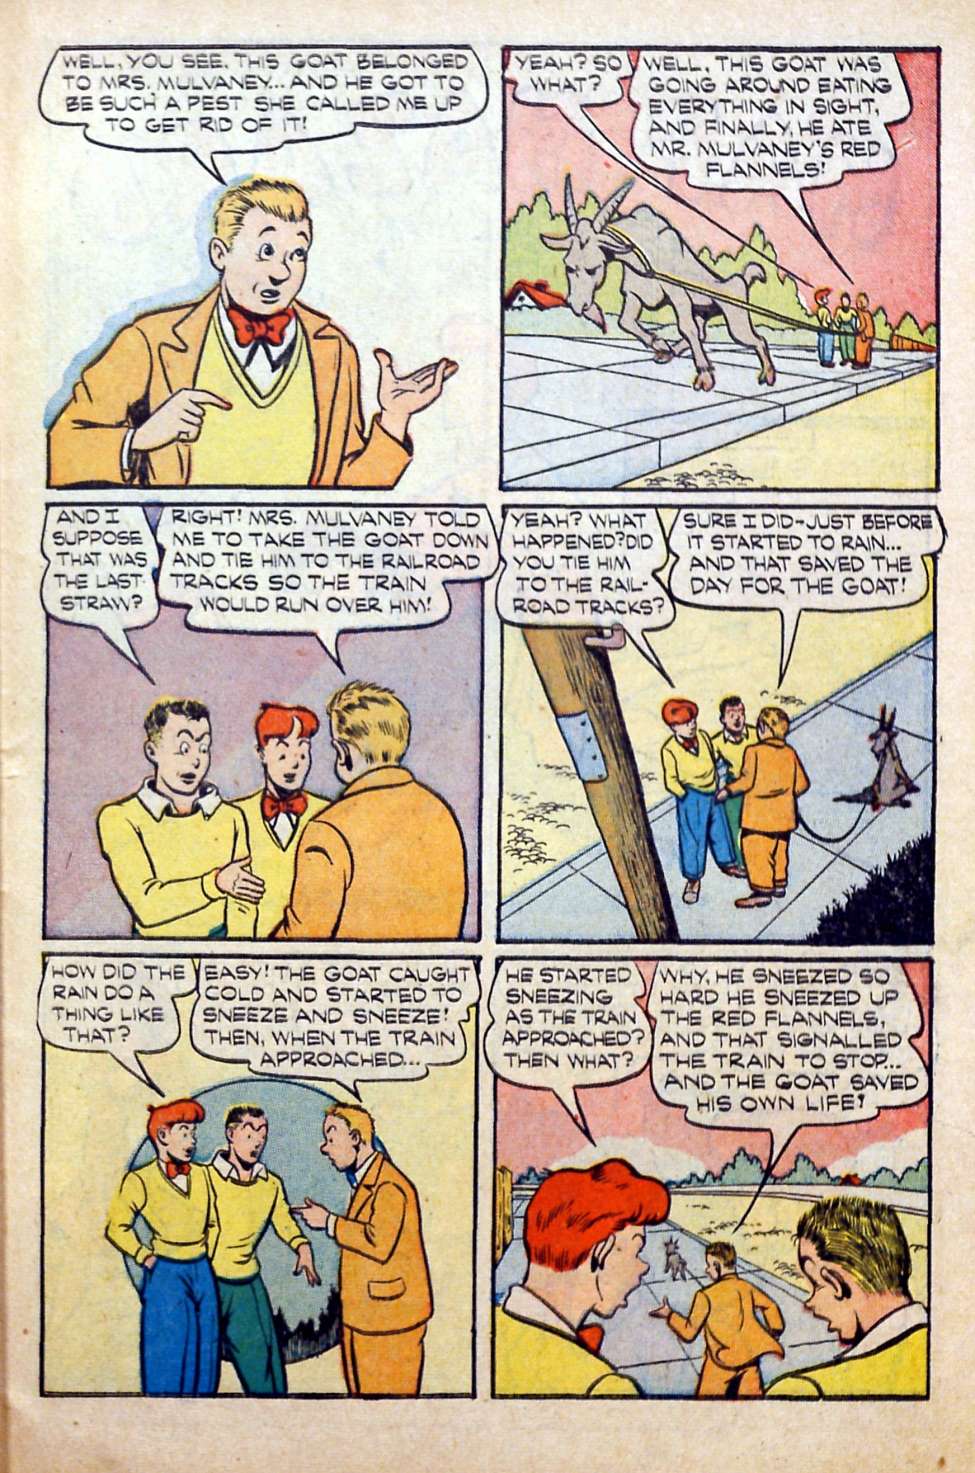 WELL, YOU SEE, THIS GOAT BELONGED
TO MRS. MULVANEY... AND HE GOT TO
BE SUCH A PEST SHE CALLED ME UP
TO GET RID OF IT!
YEAH? SO
WHAT?
WELL, THIS GOAT WAS
GOING AROUND EATING
EVERYTHING IN SIGHT,
AND FINALLY, HE ATE
MR. MULVANEY'S RED
FLANNELS!
AND I
SUPPOSE
THAT WAS
THE LAST
STRAW?
RIGHT! MRS. MULVANEY TOLD
ME TO TAKE THE GOAT DOWN
AND TIE HIM TO THE RAILROAD
TRACKS SO THE TRAIN
WOULD RUN OVER HIM!
YEAH? WHAT
HAPPENED? DID
YOU TIE HIM
TO THE RAIL-
ROAD TRACKS?
SURE I DID-JUST BEFORE
IT STARTED TO RAIN...
AND THAT SAVED THE
DAY FOR THE GOAT!
HOW DID THE
RAIN DO A
THING LIKE
THAT?
EASY! THE GOAT CAUGHT
COLD AND STARTED TO
SNEEZE AND SNEEZE!
THEN, WHEN THE TRAIN
APPROACHED...
HE STARTED
SNEEZING
AS THE TRAIN
APPROACHED?
THEN WHAT?
WHY, HE SNEEZED SO
HARD HE SNEEZED UP
THE RED FLANNELS,
AND THAT SIGNALLED
THE TRAIN TO STOP...
AND THE GOAT SAVED
HIS OWN LIFE!